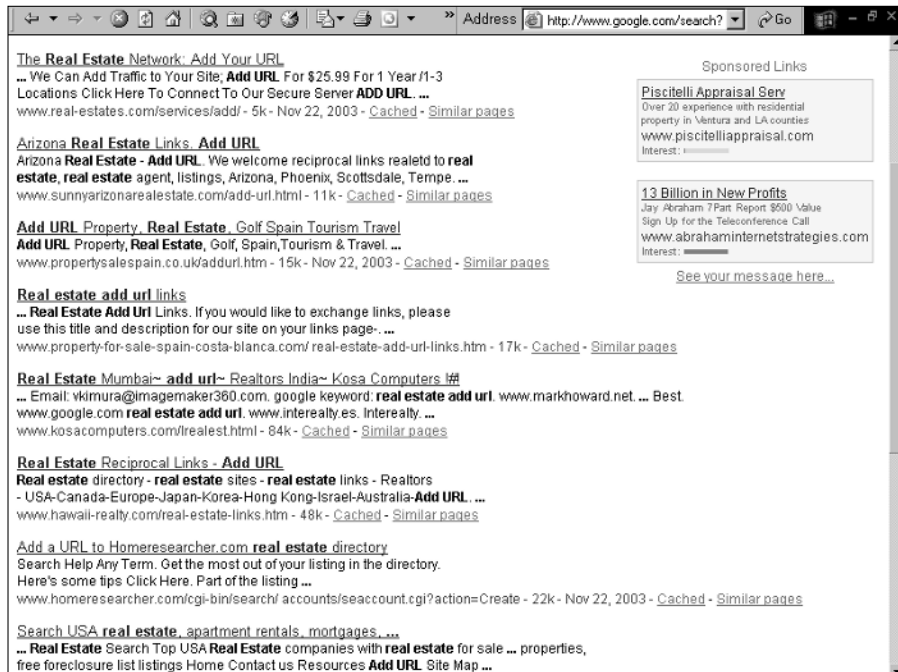 » Address http://www.google.com/search? Go
The Real Estate Network: Add Your URL
... We Can Add Traffic to Your Site; Add URL For $25.99 For 1 Year /1-3
Locations Click Here To Connect To Our Secure Server ADD URL. ...
www.real-estates.com/services/add/ - 5k - Nov 22, 2003 - Cached - Similar pages
Arizona Real Estate Links. Add URL
Arizona Real Estate - Add URL. We welcome reciprocal links realetd to real
estate, real estate agent, listings, Arizona, Phoenix, Scottsdale, Tempe. ...
www.sunnyarizonarealestate.com/add-url.html - 11k - Cached - Similar pages
Add URL Property, Real Estate, Golf Spain Tourism Travel
Add URL Property, Real Estate, Golf, Spain,Tourism & Travel. ...
www.propertysalespain.co.uk/addurl.htm - 15k - Nov 22, 2003 - Cached - Similar pages
Real estate add url links
... Real Estate Add Url Links. If you would like to exchange links, please
use this title and description for our site on your links page-. ...
www.property-for-sale-spain-costa-blanca.com/ real-estate-add-url-links.htm - 17k - Cached - Similar pages
Real Estate Mumbai~ add url~ Realtors India~ Kosa Computers !##
... Email: vkimura@imagemaker360.com. google keyword: real estate add url. www.markhoward.net. ... Best.
www.google.com real estate add url. www.interealty.es. Interealty. ...
www.kosacomputers.com/lrealest.html - 84k - Cached - Similar pages
Real Estate Reciprocal Links - Add URL
Real estate directory - real estate sites - real estate links - Realtors
- USA-Canada-Europe-Japan-Korea-Hong Kong-Israel-Australia-Add URL. ...
www.hawaii-realty.com/real-estate-links.htm - 48k - Cached - Similar pages
Add a URL to Homeresearcher.com real estate directory
Search Help Any Term. Get the most out of your listing in the directory.
Here's some tips Click Here. Part of the listing ...
www.homeresearcher.com/cgi-bin/search/ accounts/seaccount.cgi?action=Create - 22k - Nov 22, 2003 - Cached - Similar pages
Search USA real estate, apartment rentals, mortgages, ...
... Real Estate Search Top USA Real Estate companies with real estate for sale ... properties,
free foreclosure list listings Home Contact us Resources Add URL Site Map ...
Sponsored Links
Piscitelli Appraisal Serv
Over 20 experience with residential
property in Ventura and LA counties
www.piscitelliappraisal.com
Interest:
13 Billion in New Profits
Jay Abraham 7Part Report $500 Value
Sign Up for the Teleconference Call
www.abrahaminternetstrategies.com
Interest:
See your message here...